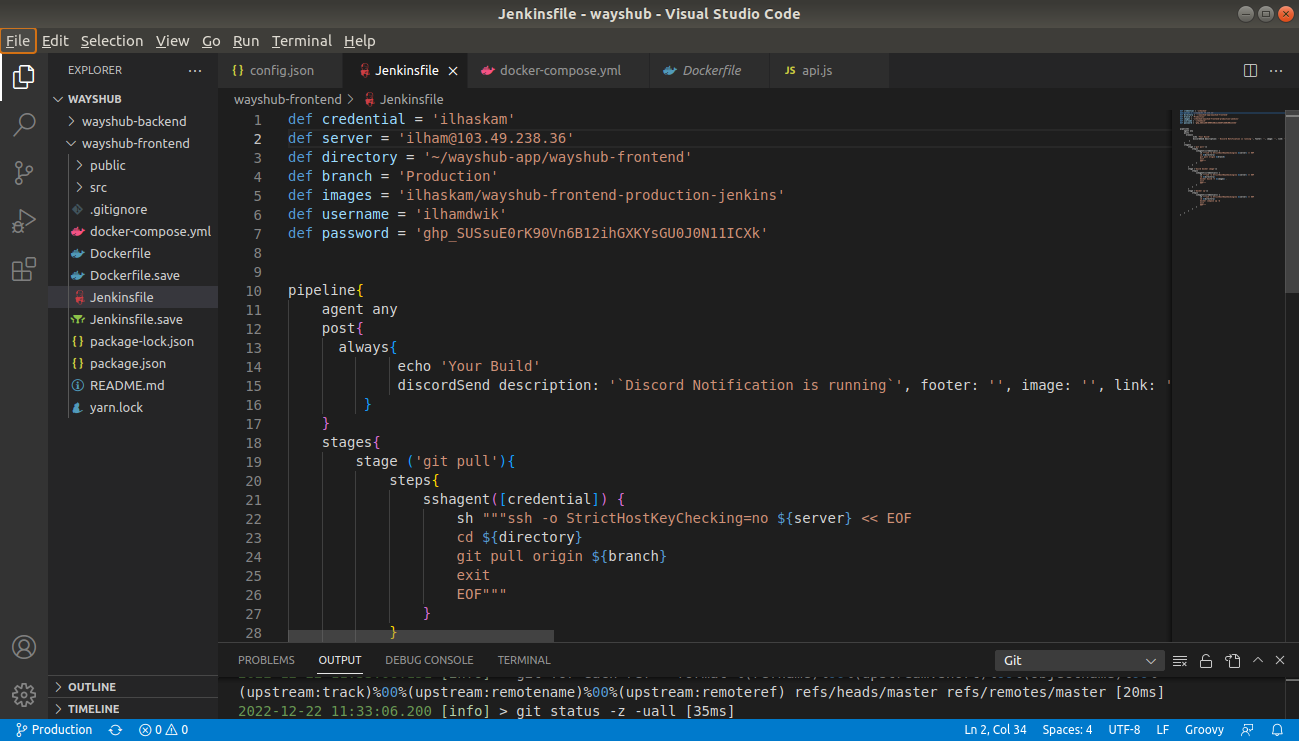 Jenkinsfile - wayshub - Visual Studio Code
File Edit Selection View Go Run Terminal Help
EXPLORER
WAYSHUB
wayshub-backend
wayshub-frontend
public
src
.gitignore
docker-compose.yml
Dockerfile
Dockerfile.save
Jenkinsfile
Jenkinsfile.save
package-lock.json
package.json
README.md
yarn.lock
OUTLINE
TIMELINE
config.json Jenkinsfile docker-compose.yml Dockerfile JS api.js
wayshub-frontend > Jenkinsfile
1 def credential = 'ilhaskam'
2 def server = 'ilham@103.49.238.36'
3 def directory = '~/wayshub-app/wayshub-frontend'
4 def branch = 'Production'
5 def images = 'ilhaskam/wayshub-frontend-production-jenkins'
6 def username = 'ilhamdwik'
7 def password = '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'
8
9
10 pipeline{
11 agent any
12 post{
13 always{
14 echo 'Your Build'
15 discordSend description: '`Discord Notification is running`', footer: '', image: '', link: '
16 }
17 }
18 stages{
19 stage ('git pull'){
20 steps{
21 sshagent([credential]) {
22 sh """ssh -o StrictHostKeyChecking=no ${server} << EOF
23 cd ${directory}
24 git pull origin ${branch}
25 exit
26 EOF"""
27 }
28 }
PROBLEMS OUTPUT DEBUG CONSOLE TERMINAL Git
(upstream:track)%00%(upstream:remotename)%00%(upstream:remoteref) refs/heads/master refs/remotes/master [20ms]
2022-12-22 11:33:06.200 [info] > git status -z -uall [35ms]
Production 0 0 Ln 2, Col 34 Spaces: 4 UTF-8 LF Groovy